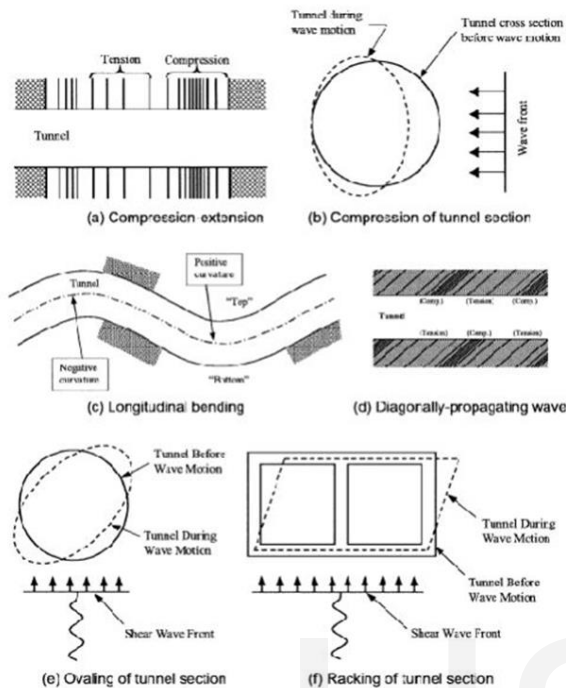 Tunnel during
wave motion
Tunnel cross section
before wave motion
Tension
Compression
Tunnel
Wave front
(a) Compression-extension
(b) Compression of tunnel section
Positive
curvature
Tunnel
"Top"
Negative
curvature
"Bottom"
(Comp.) (Tension) (Comp.)
Tunnel
(Tension) (Comp.) (Tension)
(c) Longitudinal bending
(d) Diagonally-propagating wave
Tunnel Before
Wave Motion
Tunnel During
Wave Motion
Shear Wave Front
Tunnel During
Wave Motion
Tunnel Before
Wave Motion
Shear Wave Front
(e) Ovaling of tunnel section
(f) Racking of tunnel section